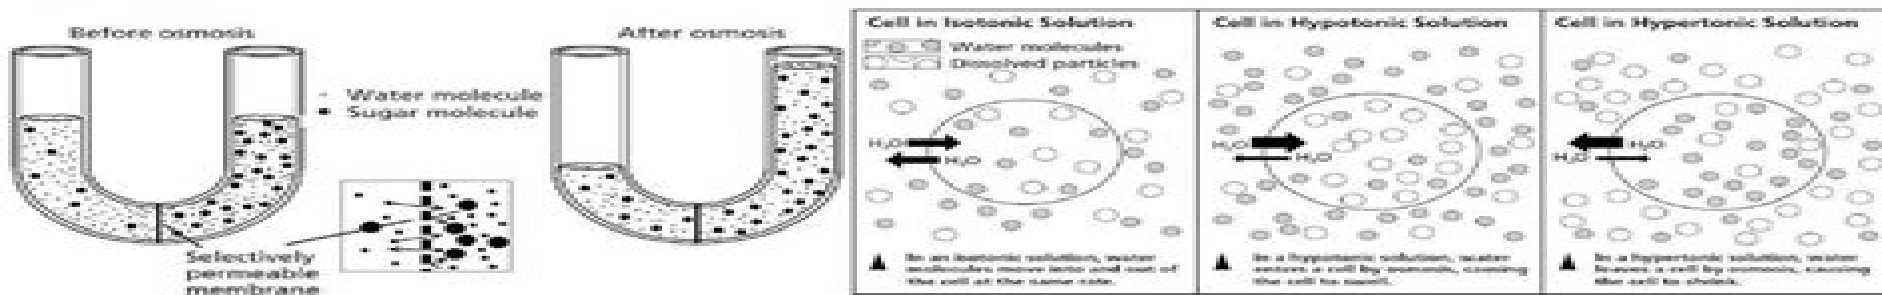 Before osmosis
After osmosis
Water molecule
Sugar molecule
Selectively
permeable
membrane
Cell in Isotonic Solution
Water molecules
Dissolved particles
H₂O
H₂O
In an isotonic solution, water
molecules move into and out of
the cell at the same rate.
Cell in Hypotonic Solution
H₂O
H₂O
In a hypotonic solution, water
enters a cell by osmosis, causing
the cell to swell.
Cell in Hypertonic Solution
H₂O
H₂O
In a hypertonic solution, water
leaves a cell by osmosis, causing
the cell to shrink.